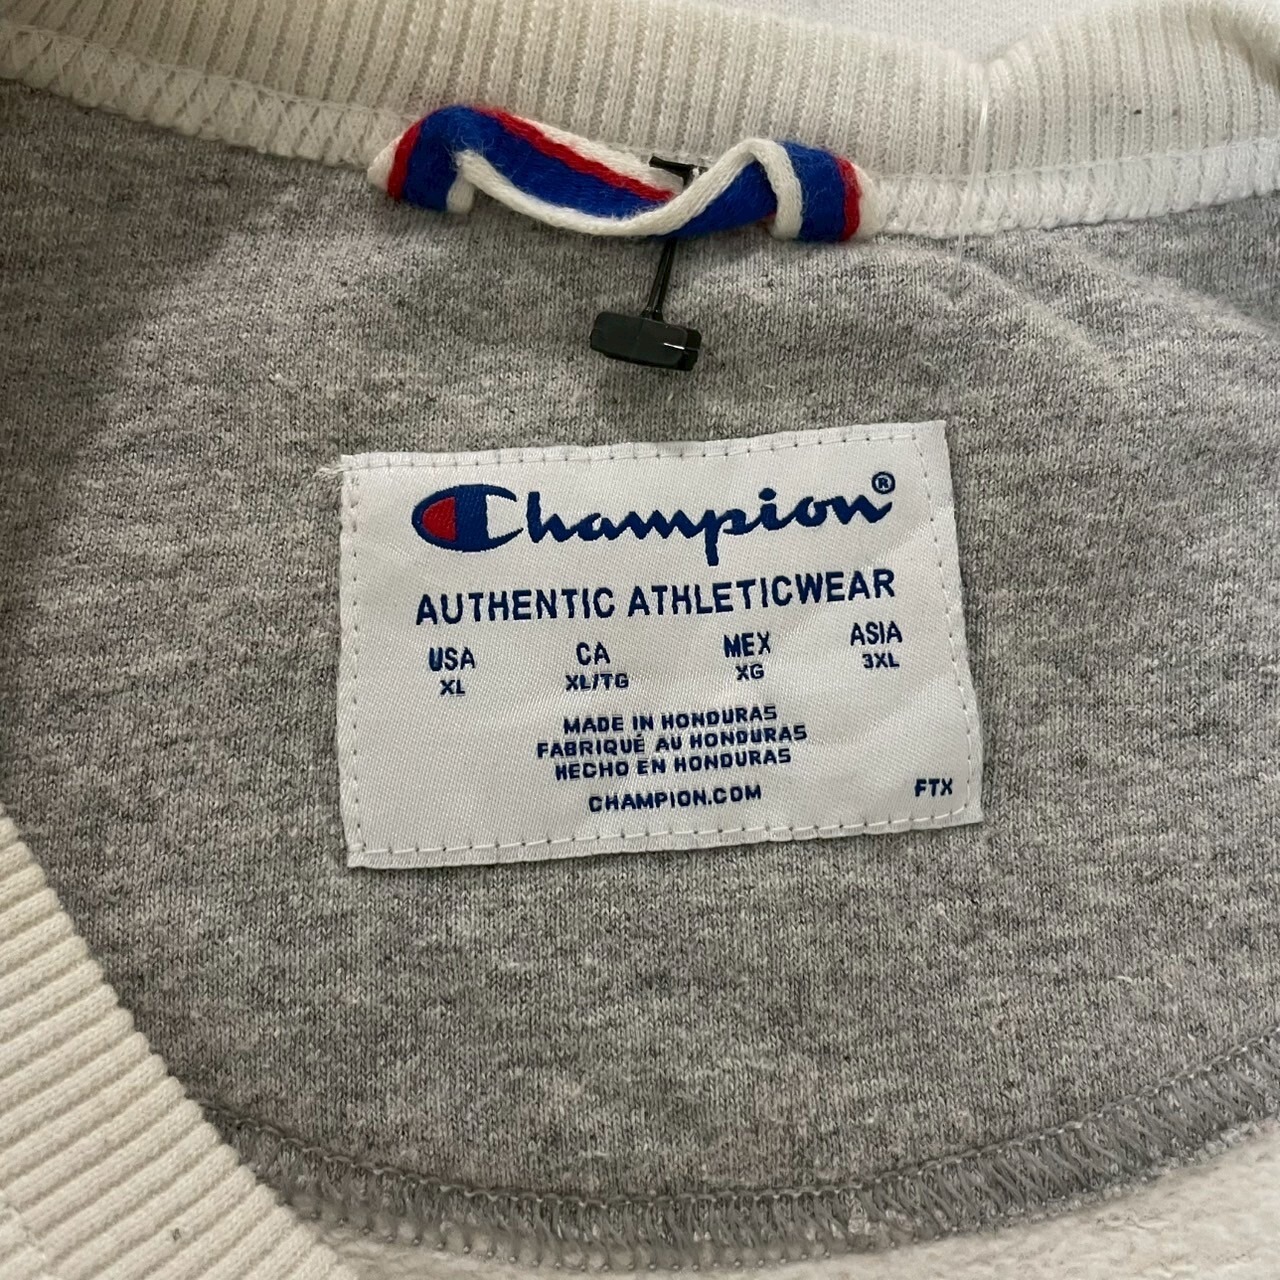 Champion®
AUTHENTIC ATHLETICWEAR
USA CA MEX ASIA
XL XL/TG XG 3XL
MADE IN HONDURAS
FABRIQUÉ AU HONDURAS
HECHO EN HONDURAS
CHAMPION.COM FTX